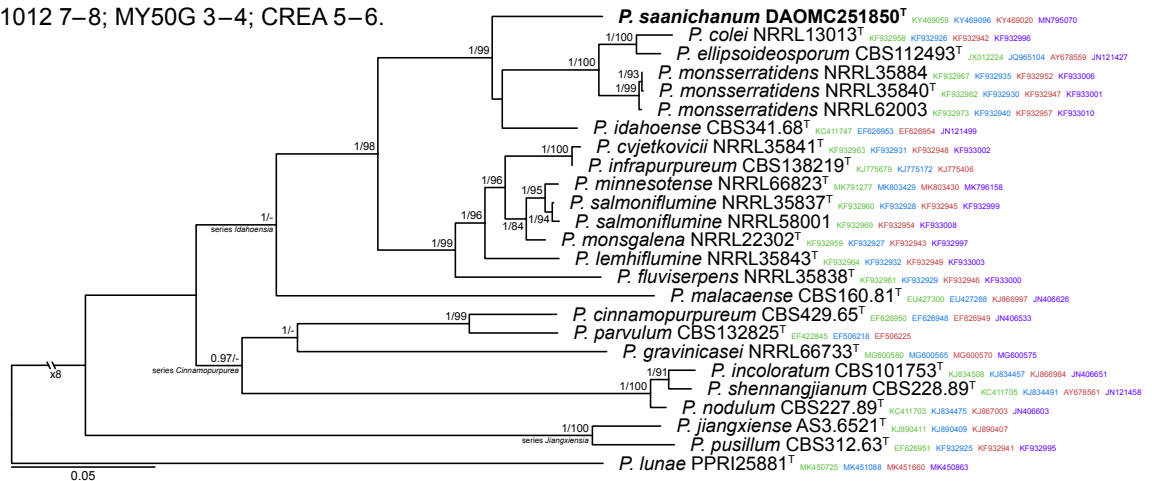 1012 7–8; MY50G 3–4; CREA 5–6.
P. saanichanum DAOMC251850T KY469059 KY469096 KY469020 MN795070
P. colei NRRL13013T KF932958 KF932926 KF932942 KF932996
1/100
1/99
P. ellipsoideosporum CBS112493T JX012224 JQ965104 AY678559 JN121427
1/100
P. monsserratidens NRRL35884 KF932967 KF932935 KF932952 KF933006
1/93
P. monsserratidens NRRL35840T KF932962 KF932930 KF932947 KF933001
1/99
P. monsserratidens NRRL62003 KF932973 KF932940 KF932957 KF933010
P. idahoense CBS341.68T KC411747 EF626953 EF626954 JN121499
1/98
P. cvjetkovicii NRRL35841T KF932963 KF932931 KF932948 KF933002
1/100
P. infrapurpureum CBS138219T KJ775679 KJ775172 KJ775406
1/96
P. minnesotense NRRL66823T MK791277 MK803429 MK803430 MK796158
1/95
P. salmoniflumine NRRL35837T KF932960 KF932928 KF932945 KF932999
1/96
1/94
P. salmoniflumine NRRL58001 KF932969 KF932954 KF933008
1/-
1/84
series Idahoensia
P. monsgalena NRRL22302T KF932959 KF932927 KF932943 KF932997
1/99
P. lemhiflumine NRRL35843T KF932964 KF932932 KF932949 KF933003
P. fluviserpens NRRL35838T KF932961 KF932929 KF932946 KF933000
P. malacaense CBS160.81T EU427300 EU427268 KJ866997 JN406626
1/99
P. cinnamopurpureum CBS429.65T EF626950 EF626948 EF626949 JN406533
1/-
P. parvulum CBS132825T EF422845 EF506218 EF506225
P. gravinicasei NRRL66733T MG600580 MG600565 MG600570 MG600575
0.97/-
series Cinnamopurpurea
x8
1/91
P. incoloratum CBS101753T KJ834508 KJ834457 KJ866984 JN406651
1/100
P. shennangjianum CBS228.89T KC411705 KJ834491 AY678561 JN121458
P. nodulum CBS227.89T KC411703 KJ834475 KJ867003 JN406603
1/100
P. jiangxiense AS3.6521T KJ890411 KJ890409 KJ890407
series Jiangxiensia
P. pusillum CBS312.63T EF626951 KF932925 KF932941 KF932995
P. lunae PPRI25881T MK450725 MK451088 MK451660 MK450863
0.05